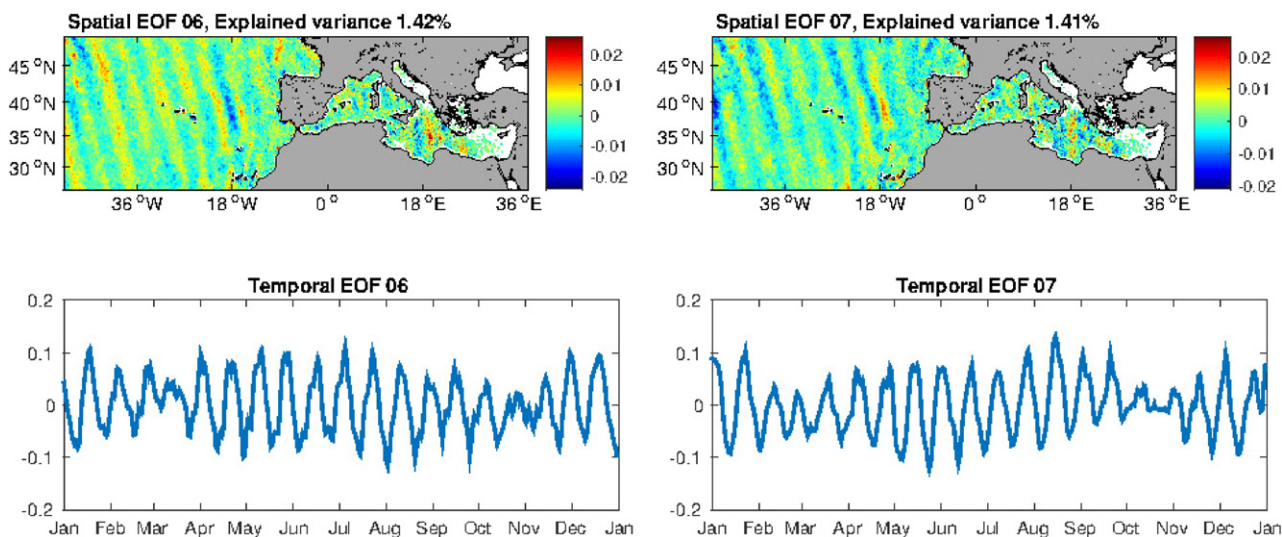 Spatial EOF 06, Explained variance 1.42%
45 °N
40 °N
35 °N
30 °N
36 °W
18 °W
0 °
18 °E
36 °E
0.02
0.01
0
-0.01
-0.02
Spatial EOF 07, Explained variance 1.41%
45 °N
40 °N
35 °N
30 °N
36 °W
18 °W
0 °
18 °E
36 °E
0.02
0.01
0
-0.01
-0.02
Temporal EOF 06
0.2
0.1
0
-0.1
-0.2
Jan Feb Mar Apr May Jun Jul Aug Sep Oct Nov Dec Jan
Temporal EOF 07
0.2
0.1
0
-0.1
-0.2
Jan Feb Mar Apr May Jun Jul Aug Sep Oct Nov Dec Jan